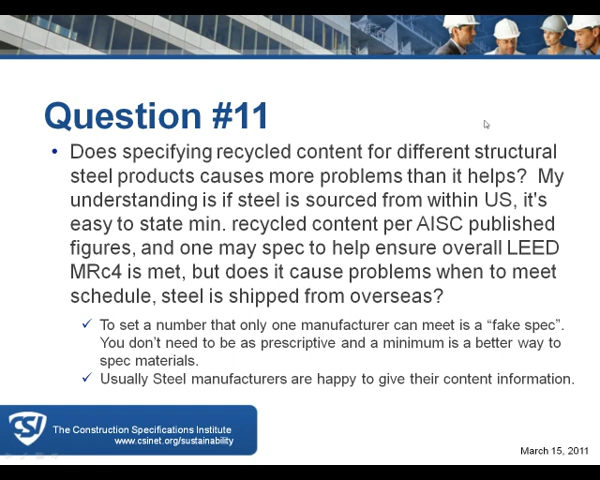 Question #11
• Does specifying recycled content for different structural
steel products causes more problems than it helps? My
understanding is if steel is sourced from within US, it's
easy to state min. recycled content per AISC published
figures, and one may spec to help ensure overall LEED
MRc4 is met, but does it cause problems when to meet
schedule, steel is shipped from overseas?
✓ To set a number that only one manufacturer can meet is a “fake spec”.
You don’t need to be as prescriptive and a minimum is a better way to
spec materials.
✓ Usually Steel manufacturers are happy to give their content information.
CSI
The Construction Specifications Institute
www.csinet.org/sustainability
March 15, 2011